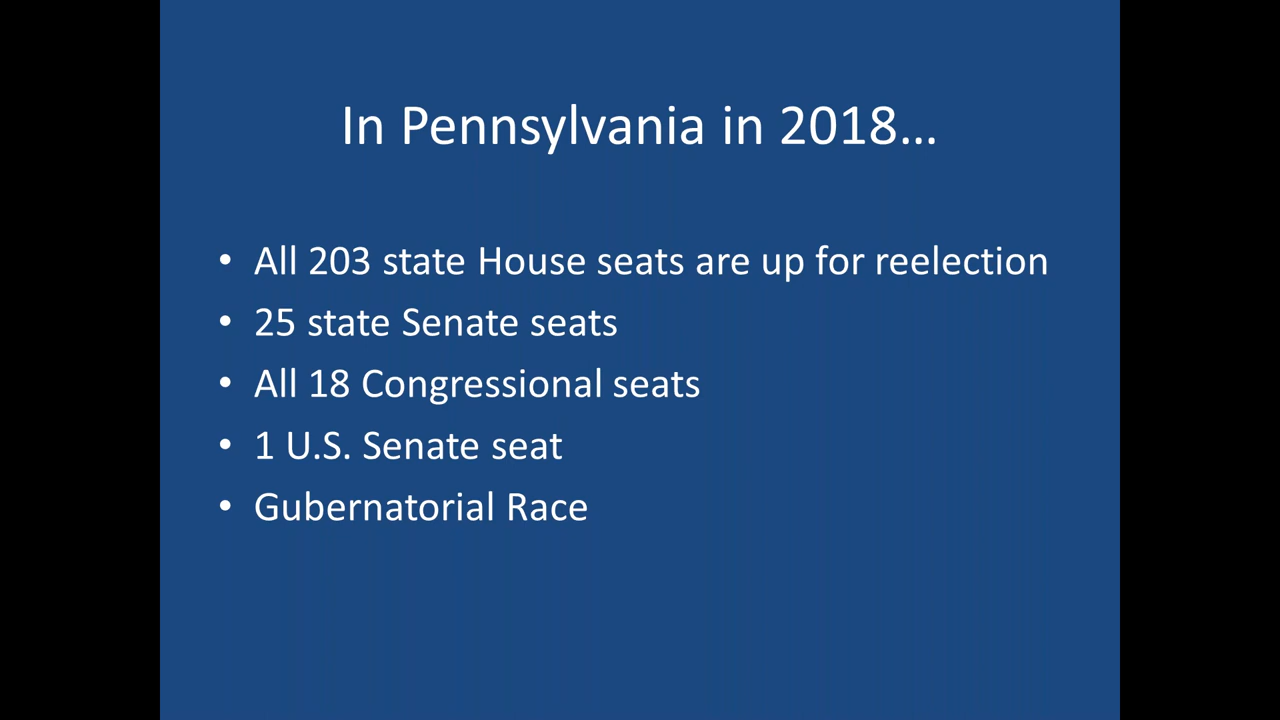 In Pennsylvania in 2018…
• All 203 state House seats are up for reelection
• 25 state Senate seats
• All 18 Congressional seats
• 1 U.S. Senate seat
• Gubernatorial Race